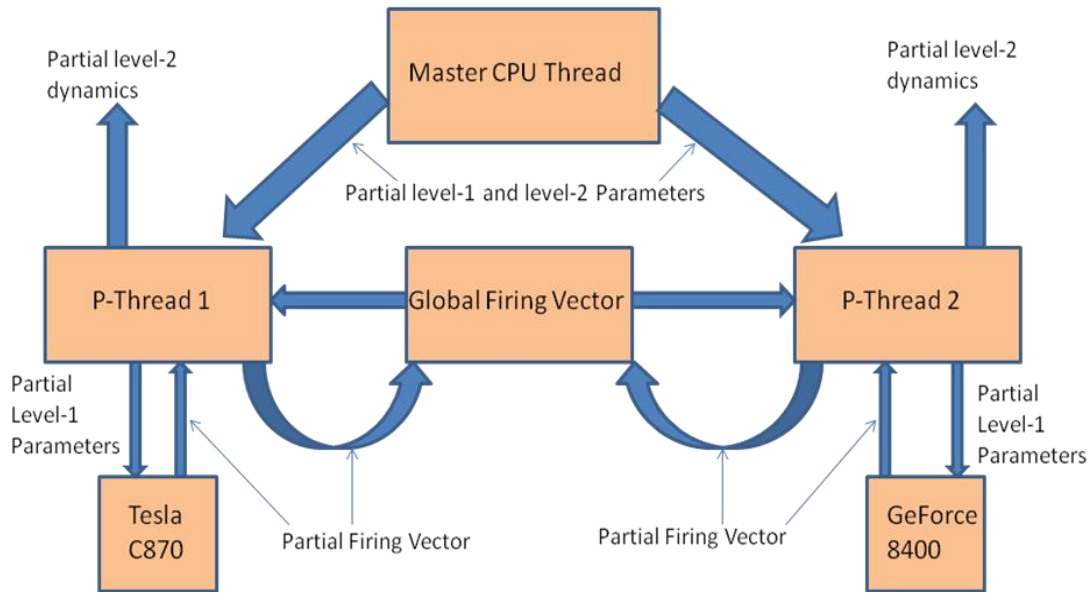 Partial level-2
dynamics
Master CPU Thread
Partial level-2
dynamics
Partial level-1 and level-2 Parameters
P-Thread 1
Global Firing Vector
P-Thread 2
Partial
Level-1
Parameters
Partial
Level-1
Parameters
Tesla
C870
Partial Firing Vector
Partial Firing Vector
GeForce
8400